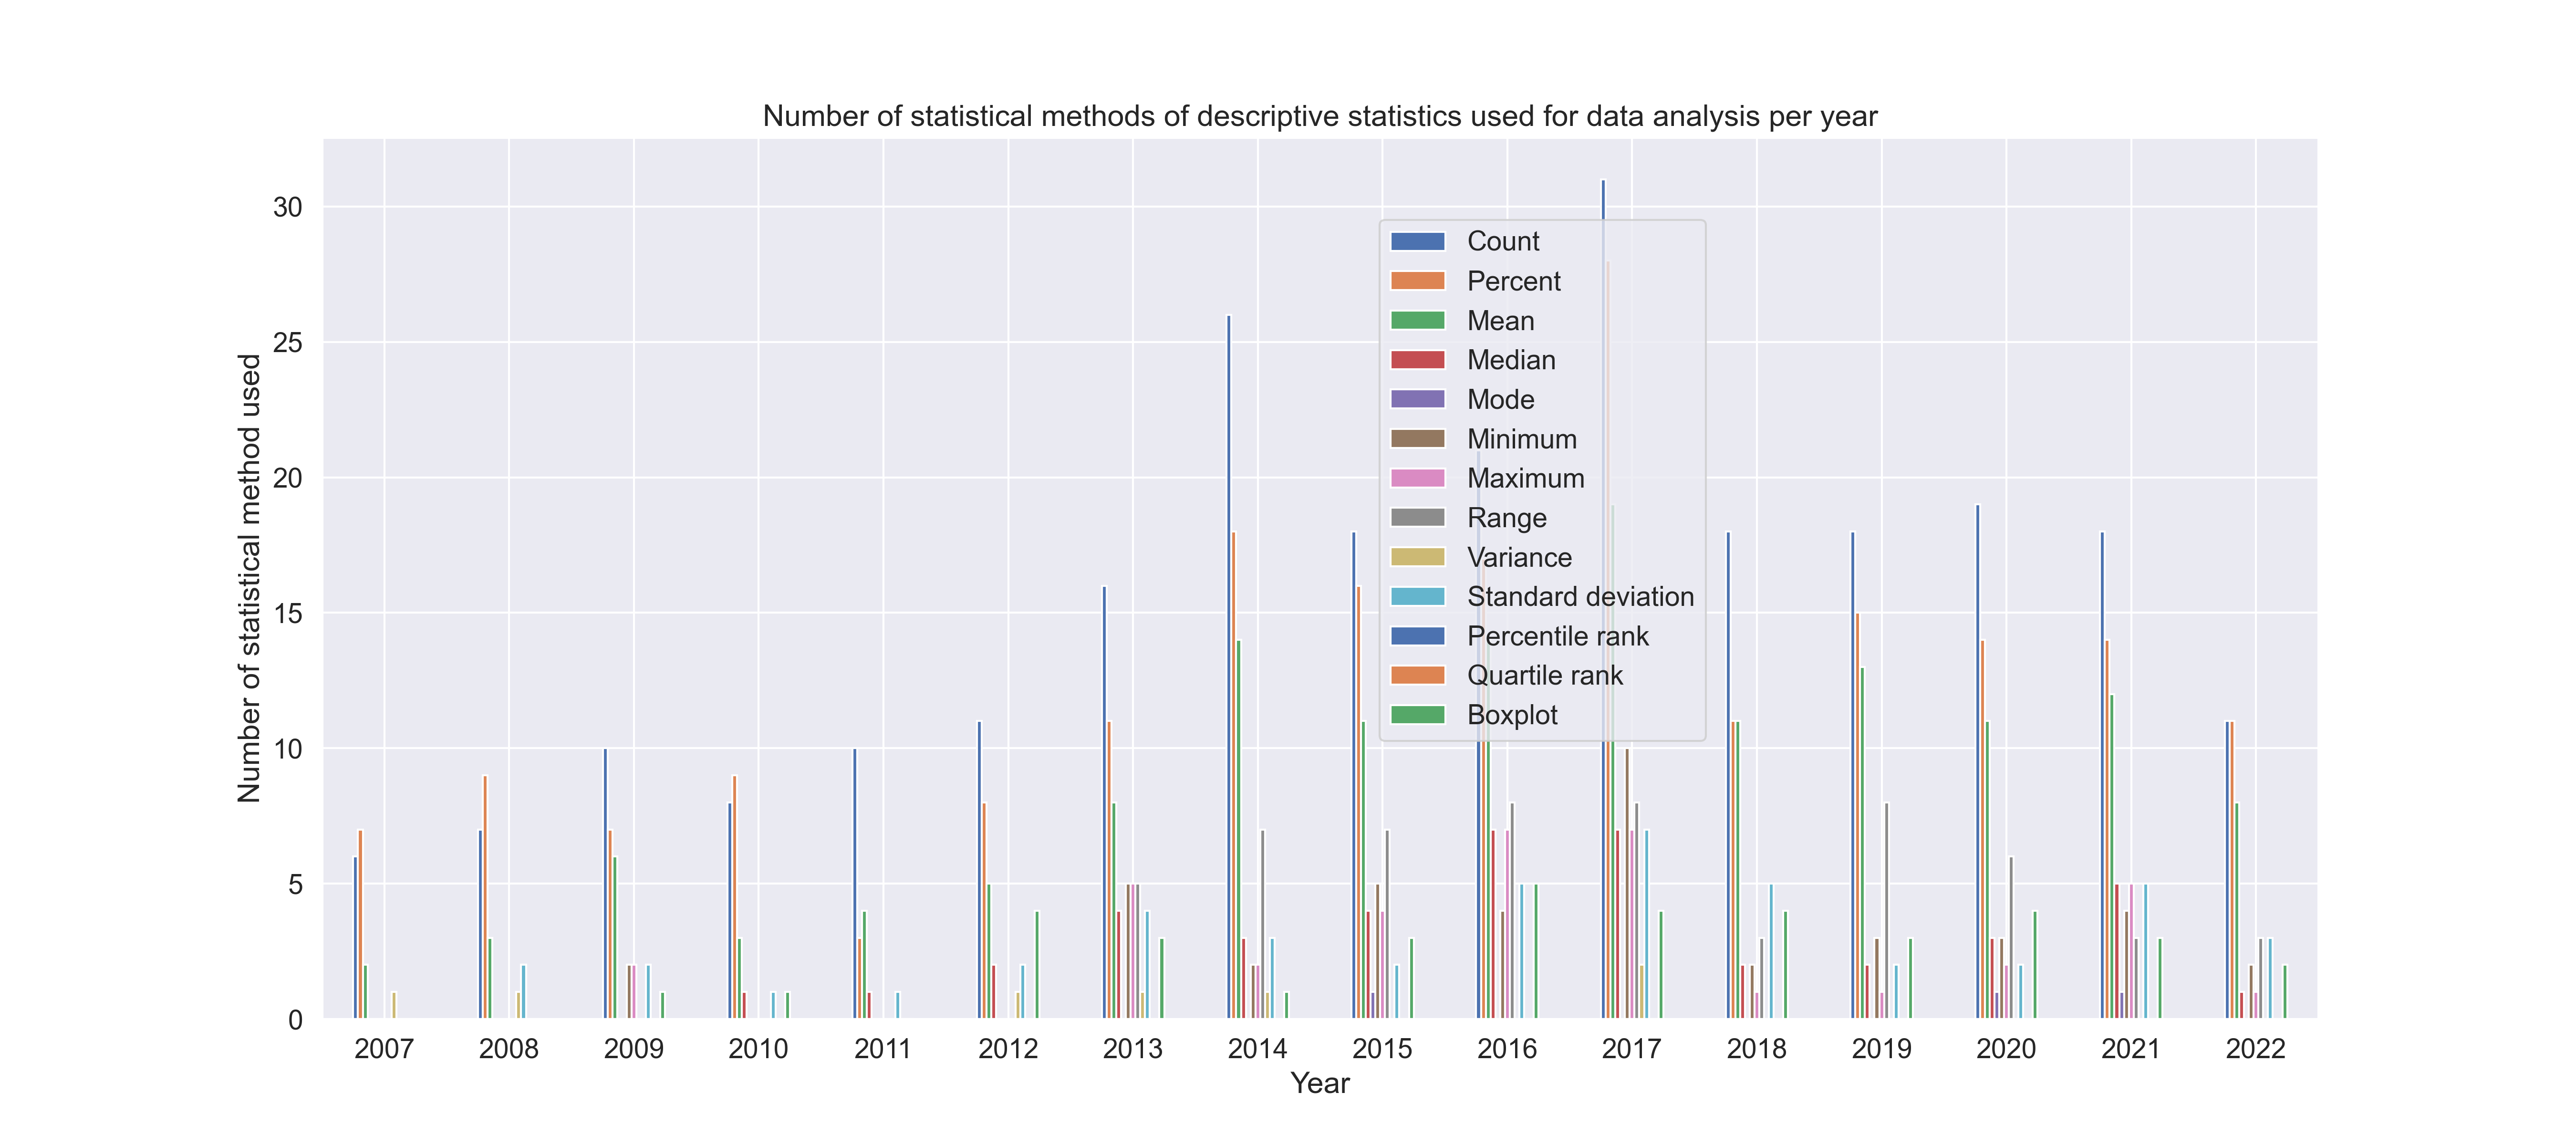 Number of statistical methods of descriptive statistics used for data analysis per year
Number of statistical method used
30
25
20
15
10
5
0
Count
Percent
Mean
Median
Mode
Minimum
Maximum
Range
Variance
Standard deviation
Percentile rank
Quartile rank
Boxplot
2007 2008 2009 2010 2011 2012 2013 2014 2015 2016 2017 2018 2019 2020 2021 2022
Year